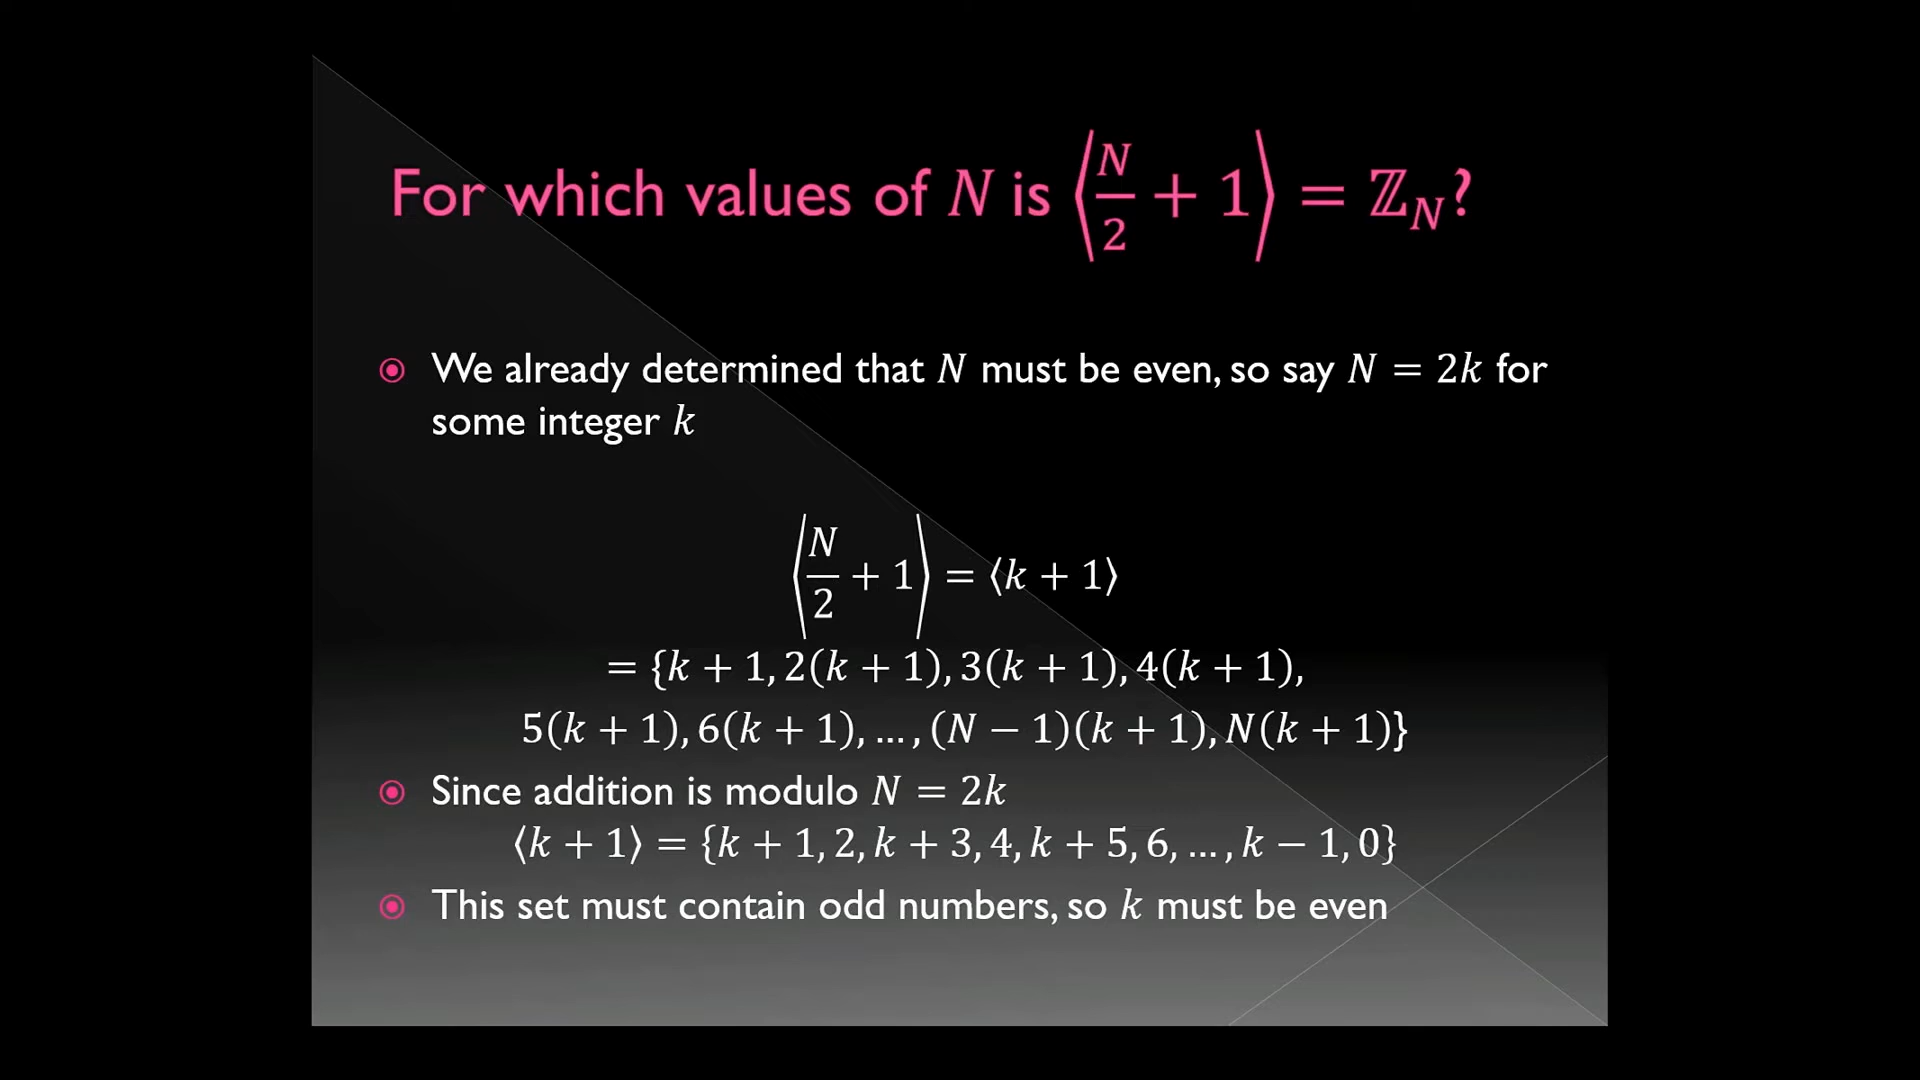 For which values of N is ⟨N/2 + 1⟩ = ℤ_N?
We already determined that N must be even, so say N = 2k for
some integer k
⟨N/2 + 1⟩ = ⟨k + 1⟩
= {k + 1, 2(k + 1), 3(k + 1), 4(k + 1),
5(k + 1), 6(k + 1), … , (N − 1)(k + 1), N(k + 1)}
Since addition is modulo N = 2k
⟨k + 1⟩ = {k + 1, 2, k + 3, 4, k + 5, 6, … , k − 1, 0}
This set must contain odd numbers, so k must be even